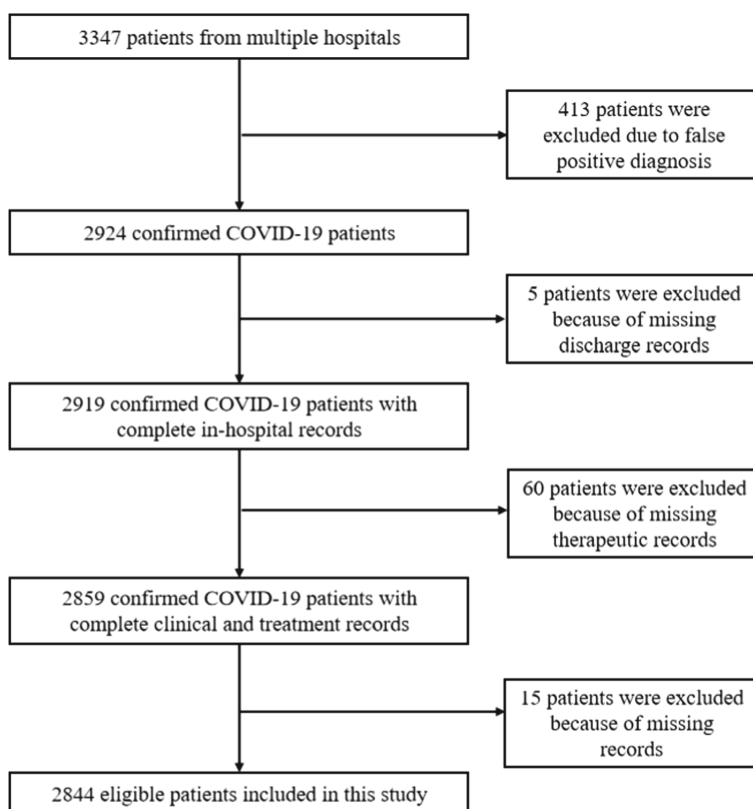 3347 patients from multiple hospitals
413 patients were
excluded due to false
positive diagnosis
2924 confirmed COVID-19 patients
5 patients were excluded
because of missing
discharge records
2919 confirmed COVID-19 patients with
complete in-hospital records
60 patients were excluded
because of missing
therapeutic records
2859 confirmed COVID-19 patients with
complete clinical and treatment records
15 patients were excluded
because of missing
records
2844 eligible patients included in this study